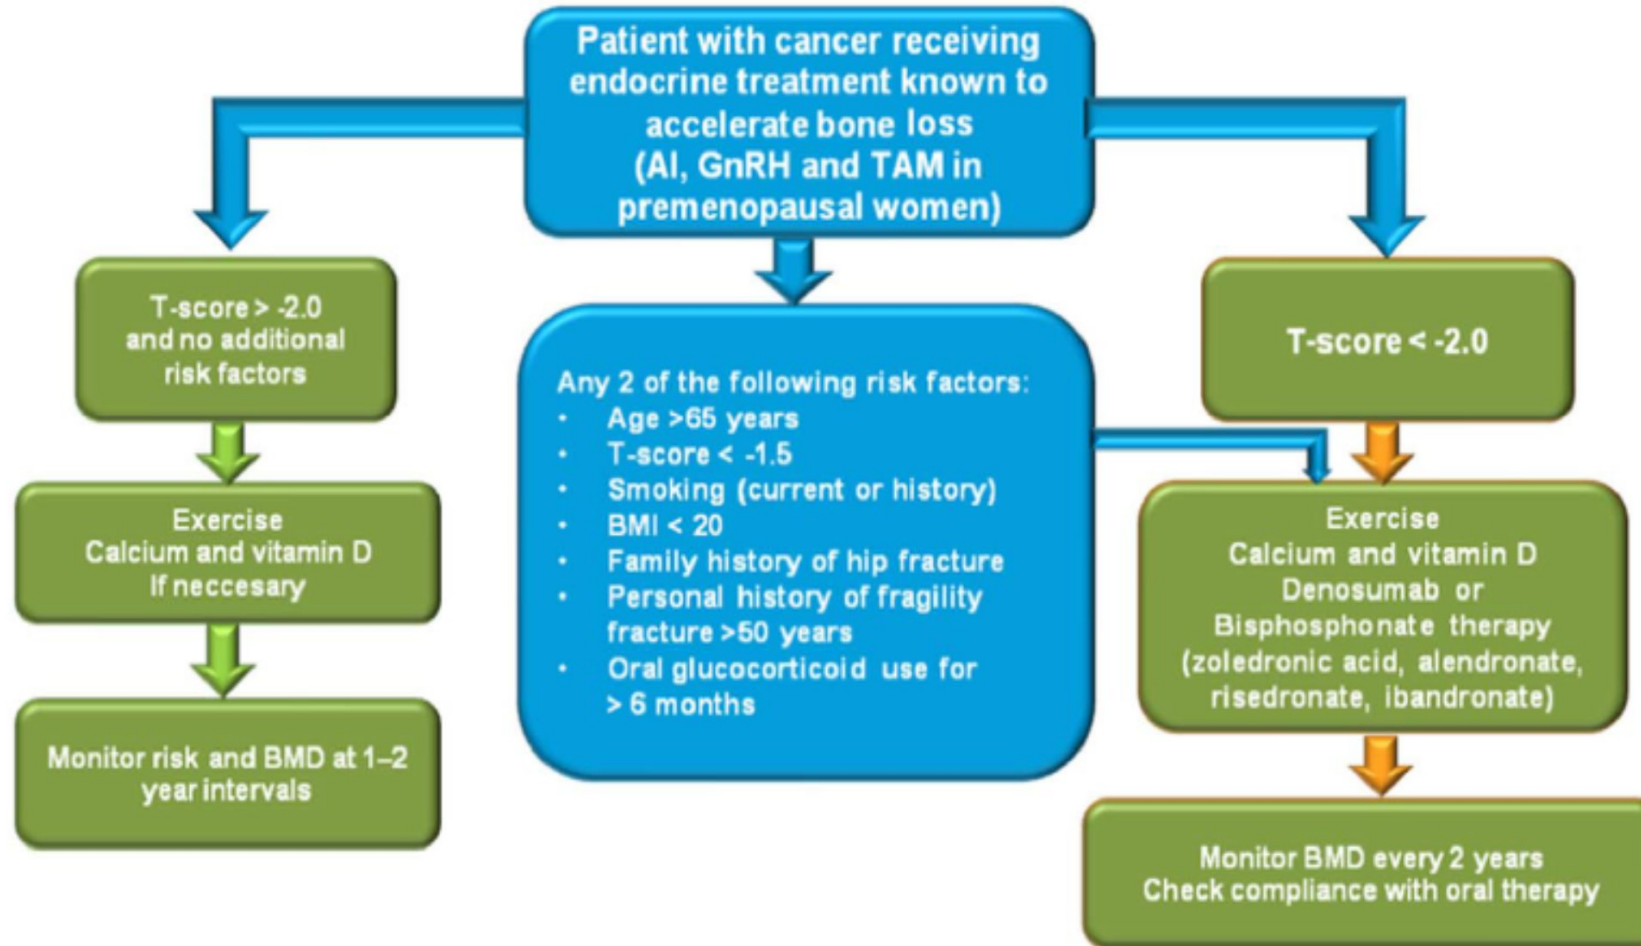 Patient with cancer receiving
endocrine treatment known to
accelerate bone loss
(AI, GnRH and TAM in
premenopausal women)
T-score > -2.0
and no additional
risk factors
Exercise
Calcium and vitamin D
If neccesary
Monitor risk and BMD at 1–2
year intervals
Any 2 of the following risk factors:
• Age >65 years
• T-score < -1.5
• Smoking (current or history)
• BMI < 20
• Family history of hip fracture
• Personal history of fragility
fracture >50 years
• Oral glucocorticoid use for
> 6 months
T-score < -2.0
Exercise
Calcium and vitamin D
Denosumab or
Bisphosphonate therapy
(zoledronic acid, alendronate,
risedronate, ibandronate)
Monitor BMD every 2 years
Check compliance with oral therapy